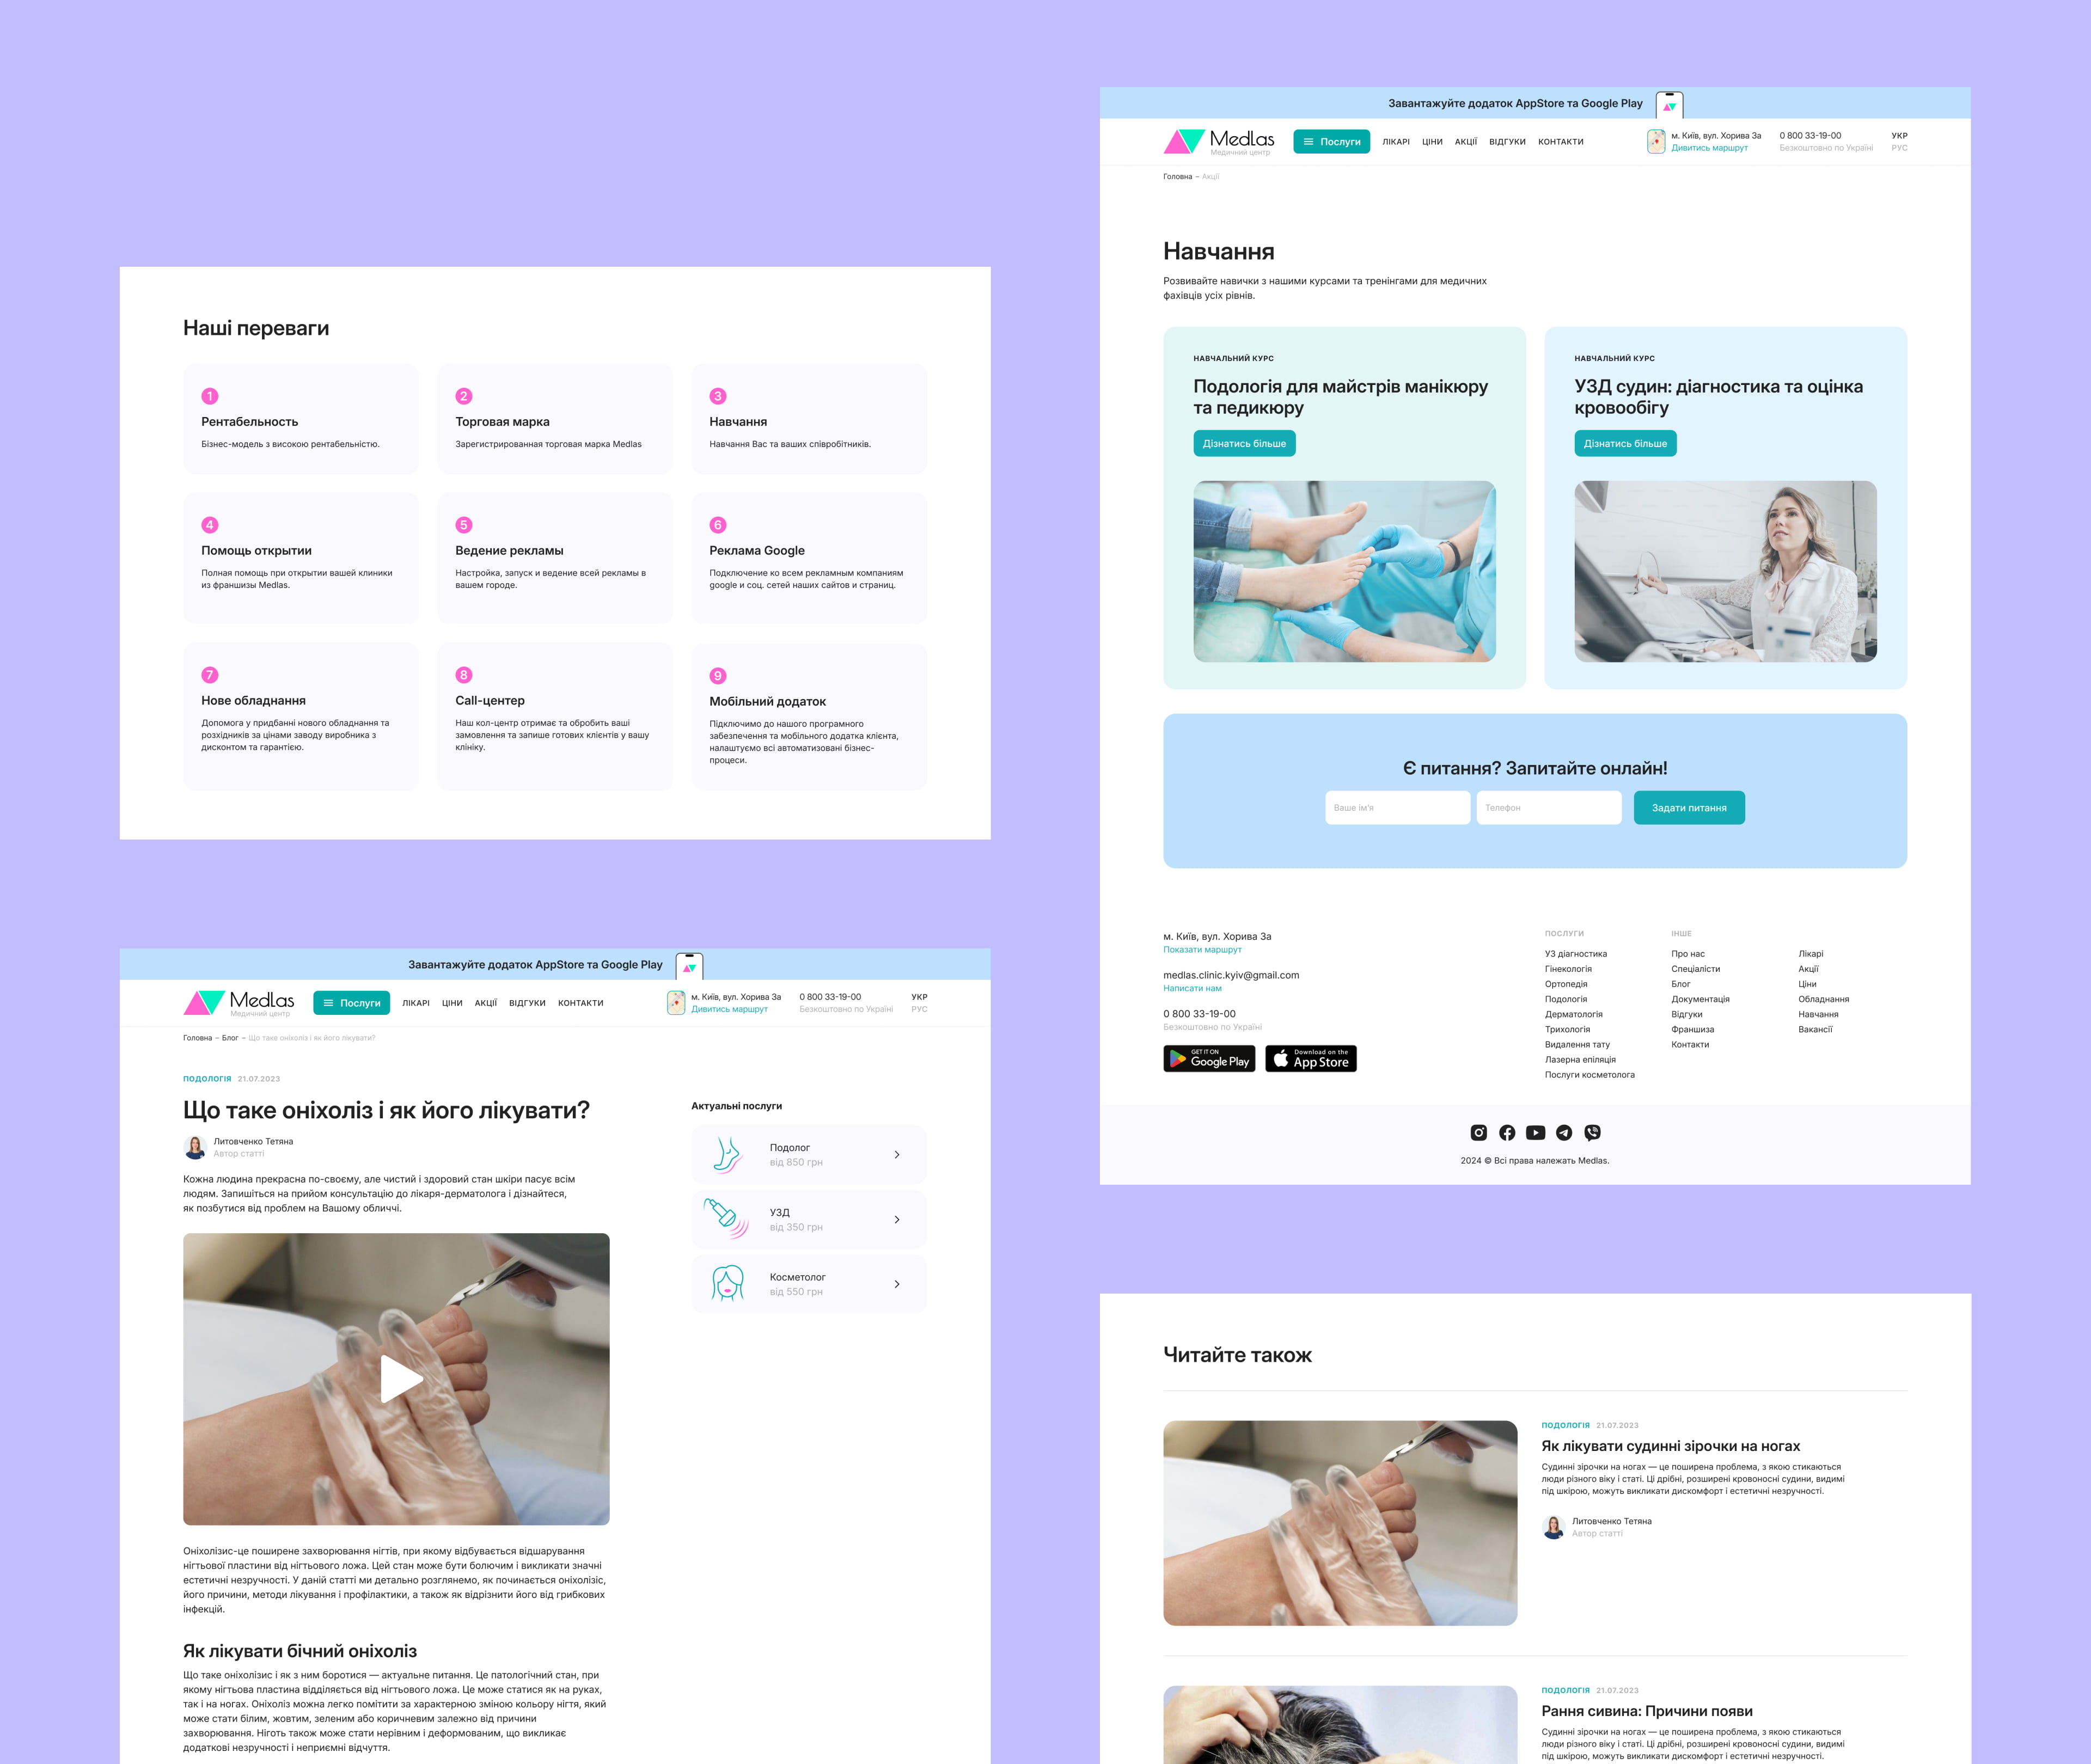 Наші переваги
1
Рентабельность
Бізнес-модель з високою рентабельністю.
2
Торговая марка
Зарегистрированная торговая марка Medlas
3
Навчання
Навчання Вас та ваших співробітників.
4
Помощь открытии
Полная помощь при открытии вашей клиники
из франшизы Medlas.
5
Ведение рекламы
Настройка, запуск и ведение всей рекламы в
вашем городе.
6
Реклама Google
Подключение ко всем рекламным компаниям
google и соц. сетей наших сайтов и страниц.
7
Нове обладнання
Допомога у придбанні нового обладнання та
розхідників за цінами заводу виробника з
дисконтом та гарантією.
8
Call-центер
Наш кол-центр отримає та обробить ваші
замовлення та запише готових клієнтів у вашу
клініку.
9
Мобільний додаток
Підключимо до нашого програмного
забезпечення та мобільного додатка клієнта,
налаштуємо всі автоматизовані бізнес-
процеси.
Завантажуйте додаток AppStore та Google Play
Medlas
Медичний центр
Послуги
ЛІКАРІ ЦІНИ АКЦІЇ ВІДГУКИ КОНТАКТИ
м. Київ, вул. Хорива 3а
Дивитись маршрут
0 800 33-19-00
Безкоштовно по Україні
УКР
РУС
Головна – Блог – Що таке оніхоліз і як його лікувати?
ПОДОЛОГІЯ 21.07.2023
Що таке оніхоліз і як його лікувати?
Литовченко Тетяна
Автор статті
Кожна людина прекрасна по-своєму, але чистий і здоровий стан шкіри пасує всім
людям. Запишіться на прийом консультацію до лікаря-дерматолога і дізнайтеся,
як позбутися від проблем на Вашому обличчі.
Оніхолізис-це поширене захворювання нігтів, при якому відбувається відшарування
нігтьової пластини від нігтьового ложа. Цей стан може бути болючим і викликати значні
естетичні незручності. У даній статті ми детально розглянемо, як починається оніхолізіс,
його причини, методи лікування і профілактики, а також як відрізнити його від грибкових
інфекцій.
Як лікувати бічний оніхоліз
Що таке оніхолізис і як з ним боротися — актуальне питання. Це патологічний стан, при
якому нігтьова пластина відділяється від нігтьового ложа. Це може статися як на руках,
так і на ногах. Оніхоліз можна легко помітити за характерною зміною кольору нігтя, який
може стати білим, жовтим, зеленим або коричневим залежно від причини
захворювання. Ніготь також може стати нерівним і деформованим, що викликає
додаткові незручності і неприємні відчуття.
Актуальні послуги
Подолог
від 850 грн
УЗД
від 350 грн
Косметолог
від 550 грн
Завантажуйте додаток AppStore та Google Play
Medlas
Медичний центр
Послуги
ЛІКАРІ ЦІНИ АКЦІЇ ВІДГУКИ КОНТАКТИ
м. Київ, вул. Хорива 3а
Дивитись маршрут
0 800 33-19-00
Безкоштовно по Україні
УКР
РУС
Головна – Акції
Навчання
Розвивайте навички з нашими курсами та тренінгами для медичних
фахівців усіх рівнів.
НАВЧАЛЬНИЙ КУРС
Подологія для майстрів манікюру
та педикюру
Дізнатись більше
НАВЧАЛЬНИЙ КУРС
УЗД судин: діагностика та оцінка
кровообігу
Дізнатись більше
Є питання? Запитайте онлайн!
Ваше ім'я
Телефон
Задати питання
м. Київ, вул. Хорива 3а
Показати маршрут
medlas.clinic.kyiv@gmail.com
Написати нам
0 800 33-19-00
Безкоштовно по Україні
GET IT ON
Google Play
Download on the
App Store
ПОСЛУГИ
УЗ діагностика
Гінекологія
Ортопедія
Подологія
Дерматологія
Трихологія
Видалення тату
Лазерна епіляція
Послуги косметолога
ІНШЕ
Про нас
Спеціалісти
Блог
Документація
Відгуки
Франшиза
Контакти
Лікарі
Акції
Ціни
Обладнання
Навчання
Вакансії
2024 © Всі права належать Medlas.
Читайте також
ПОДОЛОГІЯ 21.07.2023
Як лікувати судинні зірочки на ногах
Судинні зірочки на ногах — це поширена проблема, з якою стикаються
люди різного віку і статі. Ці дрібні, розширені кровоносні судини, видимі
під шкірою, можуть викликати дискомфорт і естетичні незручності.
Литовченко Тетяна
Автор статті
ПОДОЛОГІЯ 21.07.2023
Рання сивина: Причини появи
Судинні зірочки на ногах — це поширена проблема, з якою стикаються
люди різного віку і статі. Ці дрібні, розширені кровоносні судини, видимі
під шкірою, можуть викликати дискомфорт і естетичні незручності.